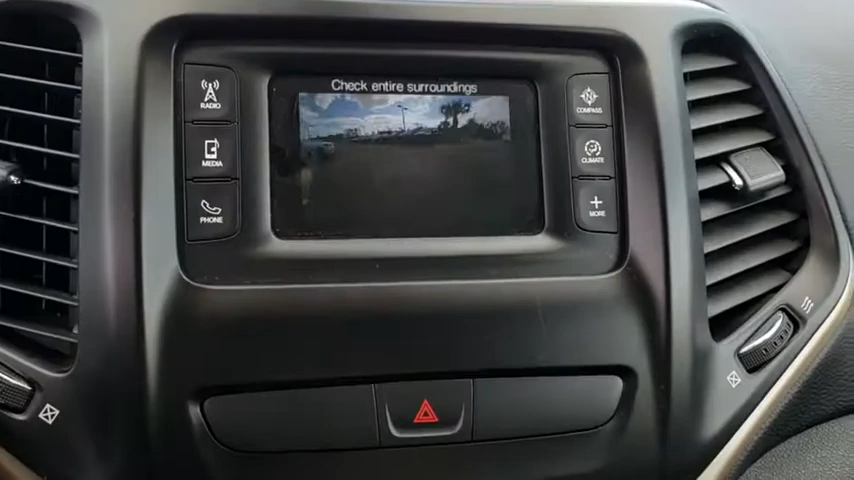 Check entire surroundings
RADIO
MEDIA
PHONE
N
COMPASS
CLIMATE
MORE